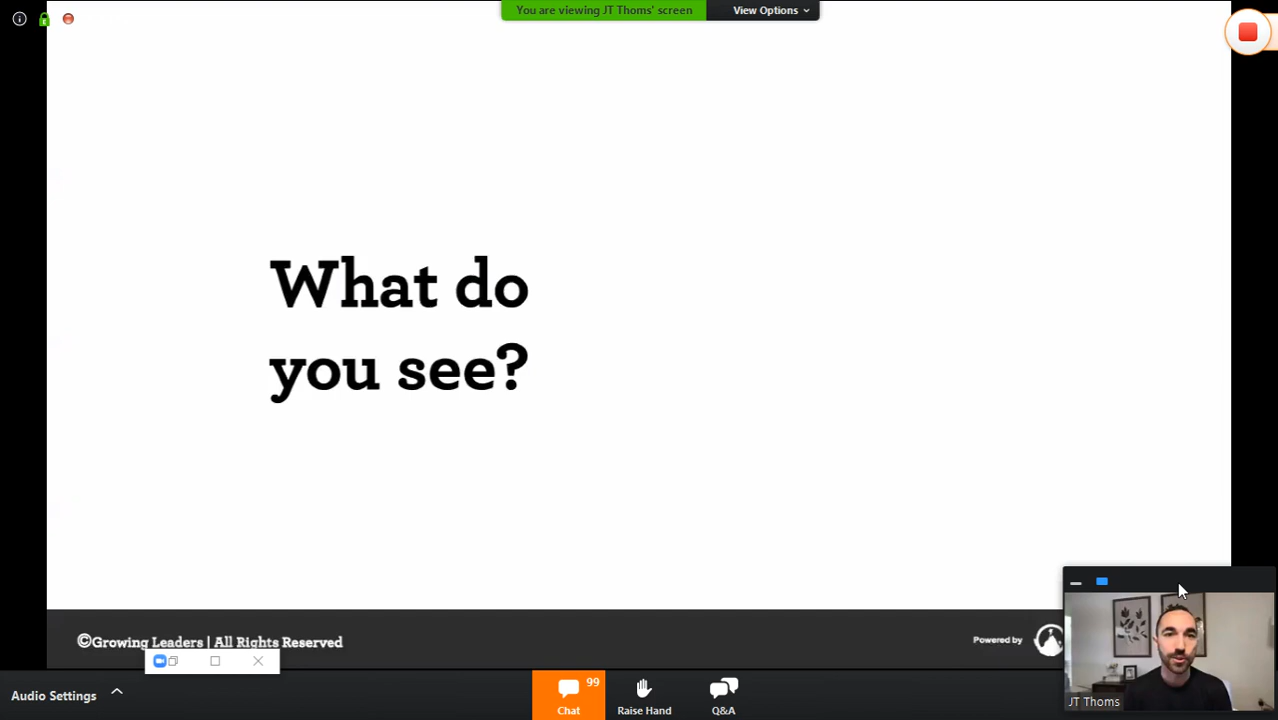 You are viewing JT Thoms' screen
View Options
What do
you see?
©Growing Leaders | All Rights Reserved
Powered by
JT Thoms
Audio Settings
99
Chat
Raise Hand
Q&A